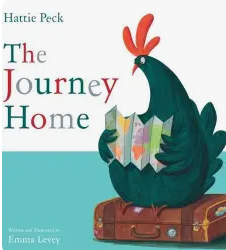 Hattie Peck
The
Journey
Home
Written and Illustrated by
Emma Levey